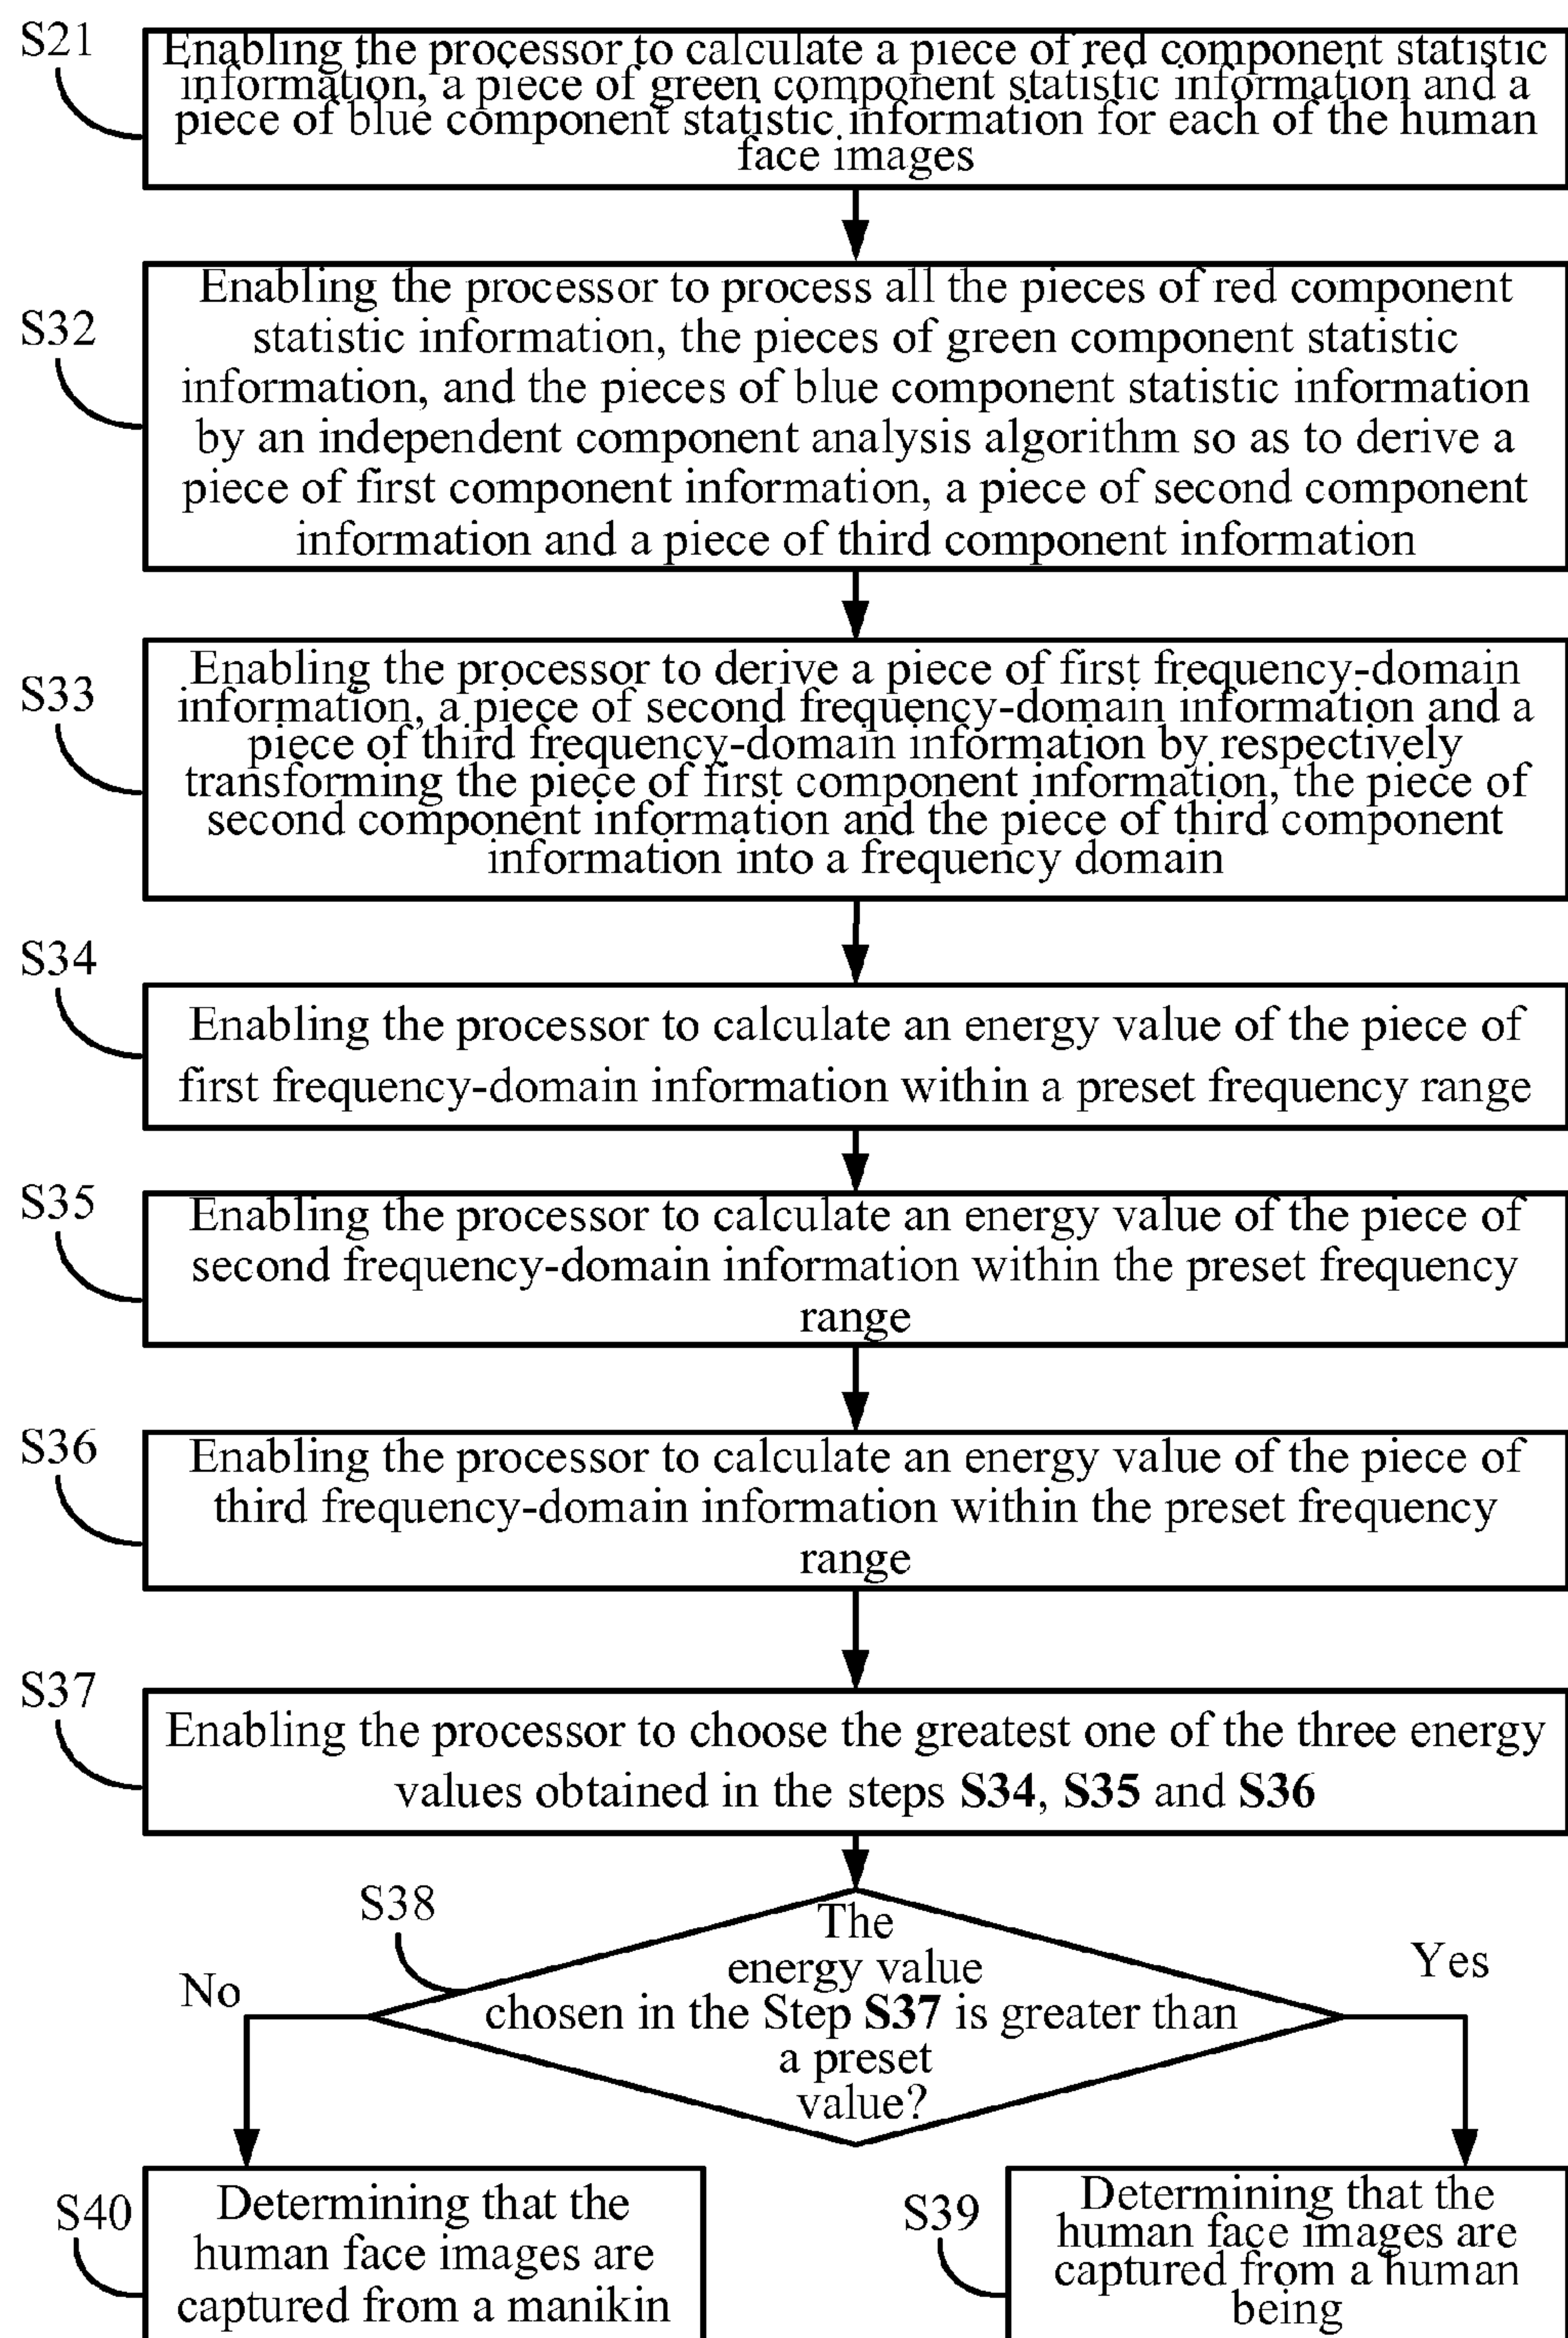 S21
Enabling the processor to calculate a piece of red component statistic
information, a piece of green component statistic information and a
piece of blue component statistic information for each of the human
face images
S32
Enabling the processor to process all the pieces of red component
statistic information, the pieces of green component statistic
information, and the pieces of blue component statistic information
by an independent component analysis algorithm so as to derive a
piece of first component information, a piece of second component
information and a piece of third component information
S33
Enabling the processor to derive a piece of first frequency-domain
information, a piece of second frequency-domain information and a
piece of third frequency-domain information by respectively
transforming the piece of first component information, the piece of
second component information and the piece of third component
information into a frequency domain
S34
Enabling the processor to calculate an energy value of the piece of
first frequency-domain information within a preset frequency range
S35
Enabling the processor to calculate an energy value of the piece of
second frequency-domain information within the preset frequency
range
S36
Enabling the processor to calculate an energy value of the piece of
third frequency-domain information within the preset frequency
range
S37
Enabling the processor to choose the greatest one of the three energy
values obtained in the steps S34, S35 and S36
S38
The
energy value
chosen in the Step S37 is greater than
a preset
value?
No
Yes
S40
Determining that the
human face images are
captured from a manikin
S39
Determining that the
human face images are
captured from a human
being